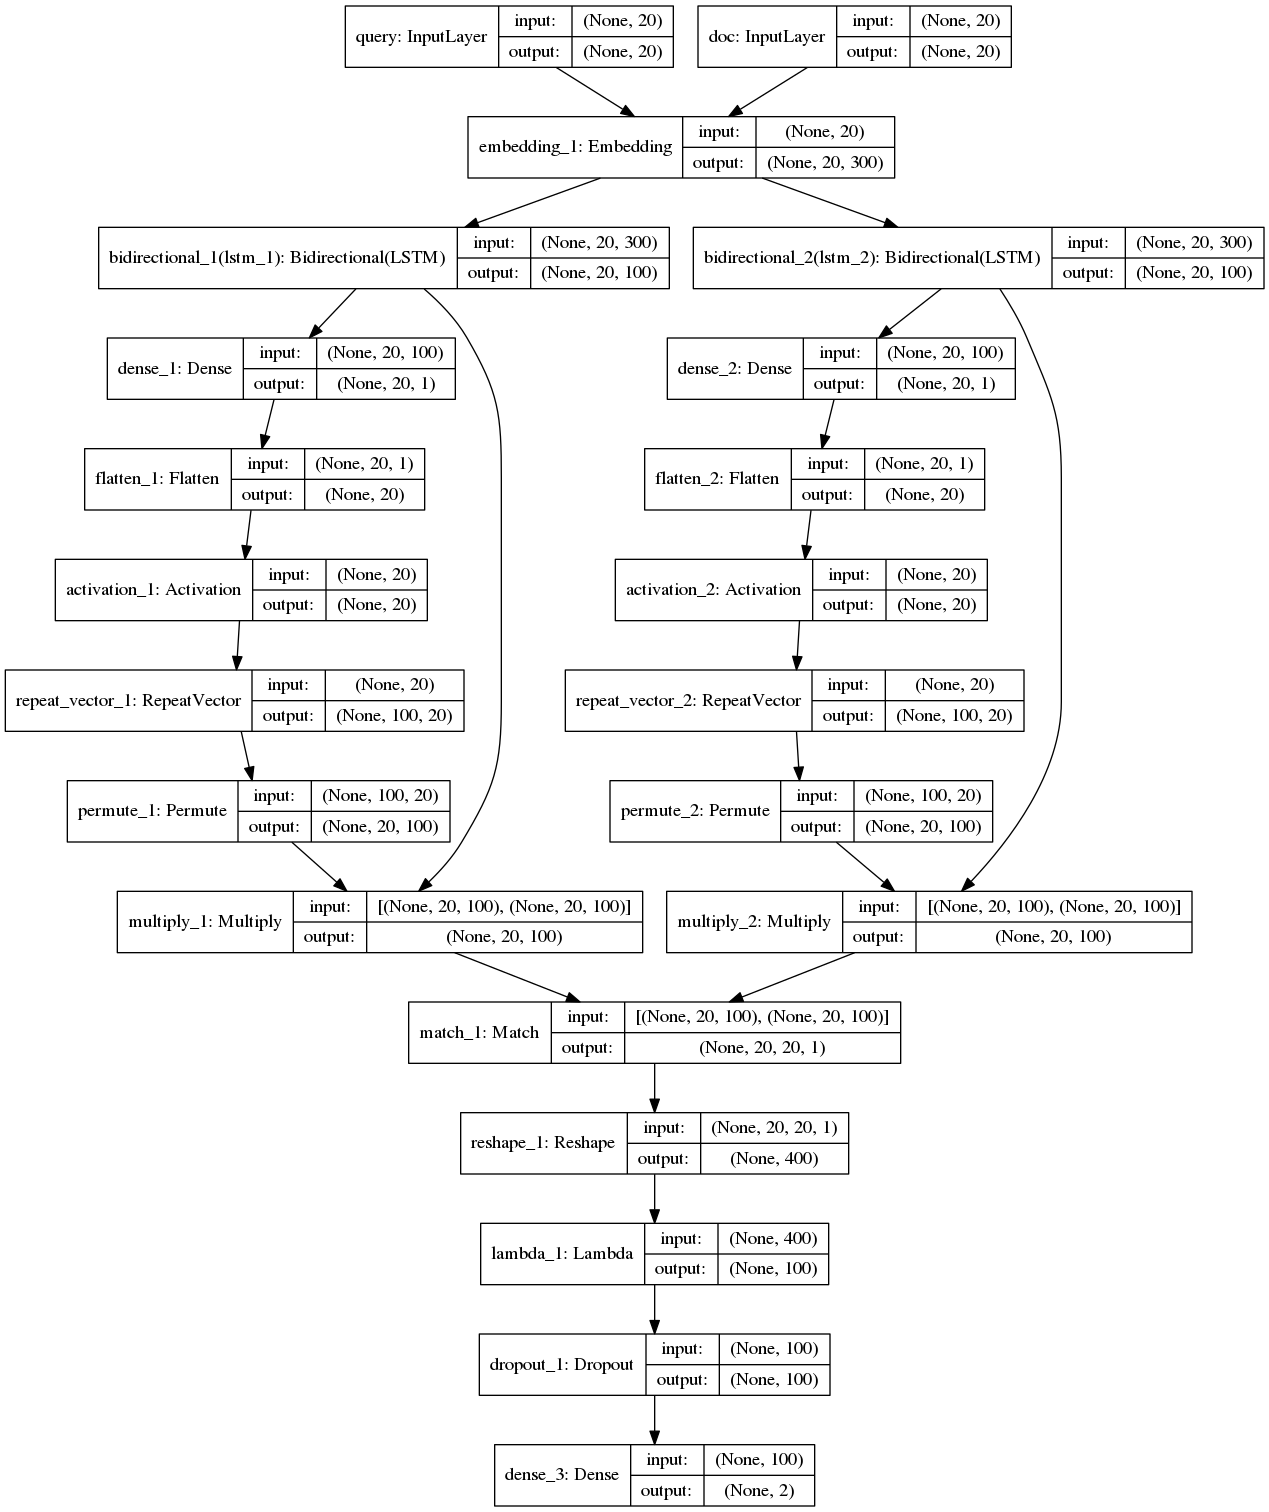 query: InputLayer
input: (None, 20)
output: (None, 20)
doc: InputLayer
input: (None, 20)
output: (None, 20)
embedding_1: Embedding
input: (None, 20)
output: (None, 20, 300)
bidirectional_1(lstm_1): Bidirectional(LSTM)
input: (None, 20, 300)
output: (None, 20, 100)
bidirectional_2(lstm_2): Bidirectional(LSTM)
input: (None, 20, 300)
output: (None, 20, 100)
dense_1: Dense
input: (None, 20, 100)
output: (None, 20, 1)
dense_2: Dense
input: (None, 20, 100)
output: (None, 20, 1)
flatten_1: Flatten
input: (None, 20, 1)
output: (None, 20)
flatten_2: Flatten
input: (None, 20, 1)
output: (None, 20)
activation_1: Activation
input: (None, 20)
output: (None, 20)
activation_2: Activation
input: (None, 20)
output: (None, 20)
repeat_vector_1: RepeatVector
input: (None, 20)
output: (None, 100, 20)
repeat_vector_2: RepeatVector
input: (None, 20)
output: (None, 100, 20)
permute_1: Permute
input: (None, 100, 20)
output: (None, 20, 100)
permute_2: Permute
input: (None, 100, 20)
output: (None, 20, 100)
multiply_1: Multiply
input: [(None, 20, 100), (None, 20, 100)]
output: (None, 20, 100)
multiply_2: Multiply
input: [(None, 20, 100), (None, 20, 100)]
output: (None, 20, 100)
match_1: Match
input: [(None, 20, 100), (None, 20, 100)]
output: (None, 20, 20, 1)
reshape_1: Reshape
input: (None, 20, 20, 1)
output: (None, 400)
lambda_1: Lambda
input: (None, 400)
output: (None, 100)
dropout_1: Dropout
input: (None, 100)
output: (None, 100)
dense_3: Dense
input: (None, 100)
output: (None, 2)